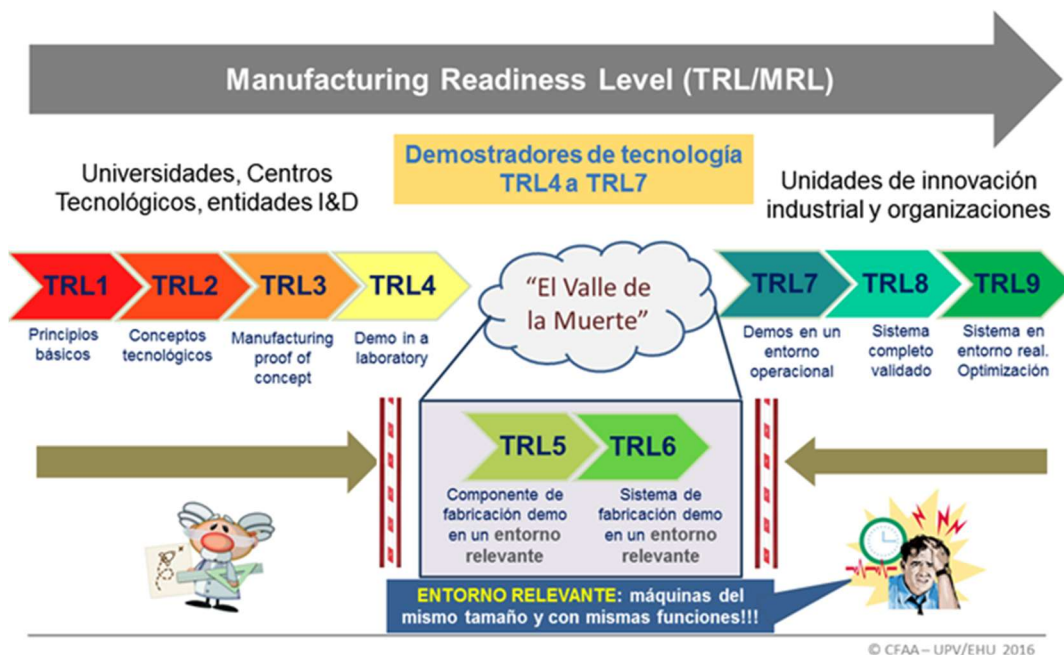 Manufacturing Readiness Level (TRL/MRL)
Universidades, Centros
Tecnológicos, entidades I&D
Demostradores de tecnología
TRL4 a TRL7
Unidades de innovación
industrial y organizaciones
TRL1
TRL2
TRL3
TRL4
"El Valle de
la Muerte"
TRL7
TRL8
TRL9
Principios
básicos
Conceptos
tecnológicos
Manufacturing
proof of
concept
Demo in a
laboratory
Demos en un
entorno
operacional
Sistema
completo
validado
Sistema en
entorno real.
Optimización
TRL5
TRL6
Componente de
fabricación demo
en un entorno
relevante
Sistema de
fabricación demo
en un entorno
relevante
ENTORNO RELEVANTE: máquinas del
mismo tamaño y con mismas funciones!!!
© CFAA – UPV/EHU 2016